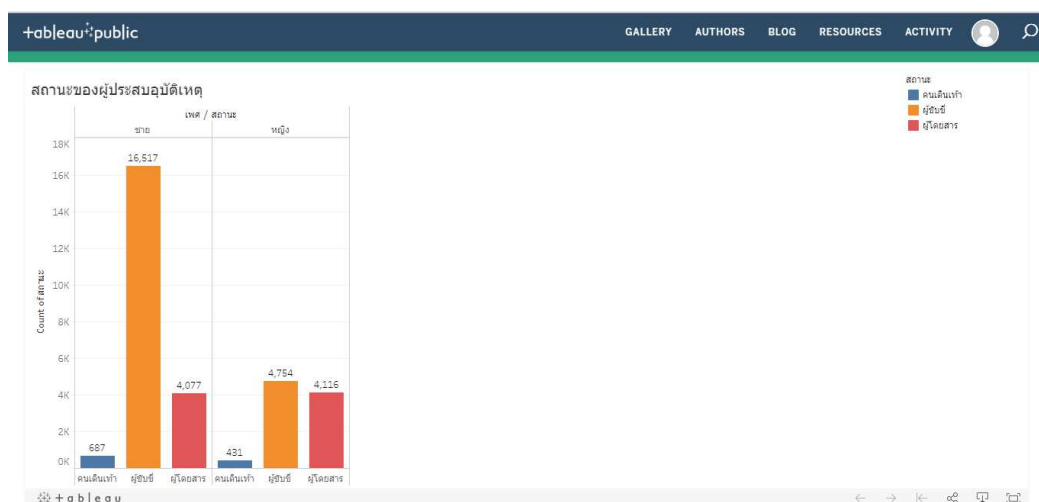 +ableau public
GALLERY AUTHORS BLOG RESOURCES ACTIVITY
สถานะของผู้ประสบอุบัติเหตุ
สถานะ
คนเดินเท้า
ผู้ขับขี่
ผู้โดยสาร
เพศ / สถานะ
ชาย หญิง
18K
16K
14K
12K
10K
8K
6K
4K
2K
0K
Count of สถานะ
16,517
4,077
687
4,754
4,116
431
คนเดินเท้า ผู้ขับขี่ ผู้โดยสาร คนเดินเท้า ผู้ขับขี่ ผู้โดยสาร
+ableau